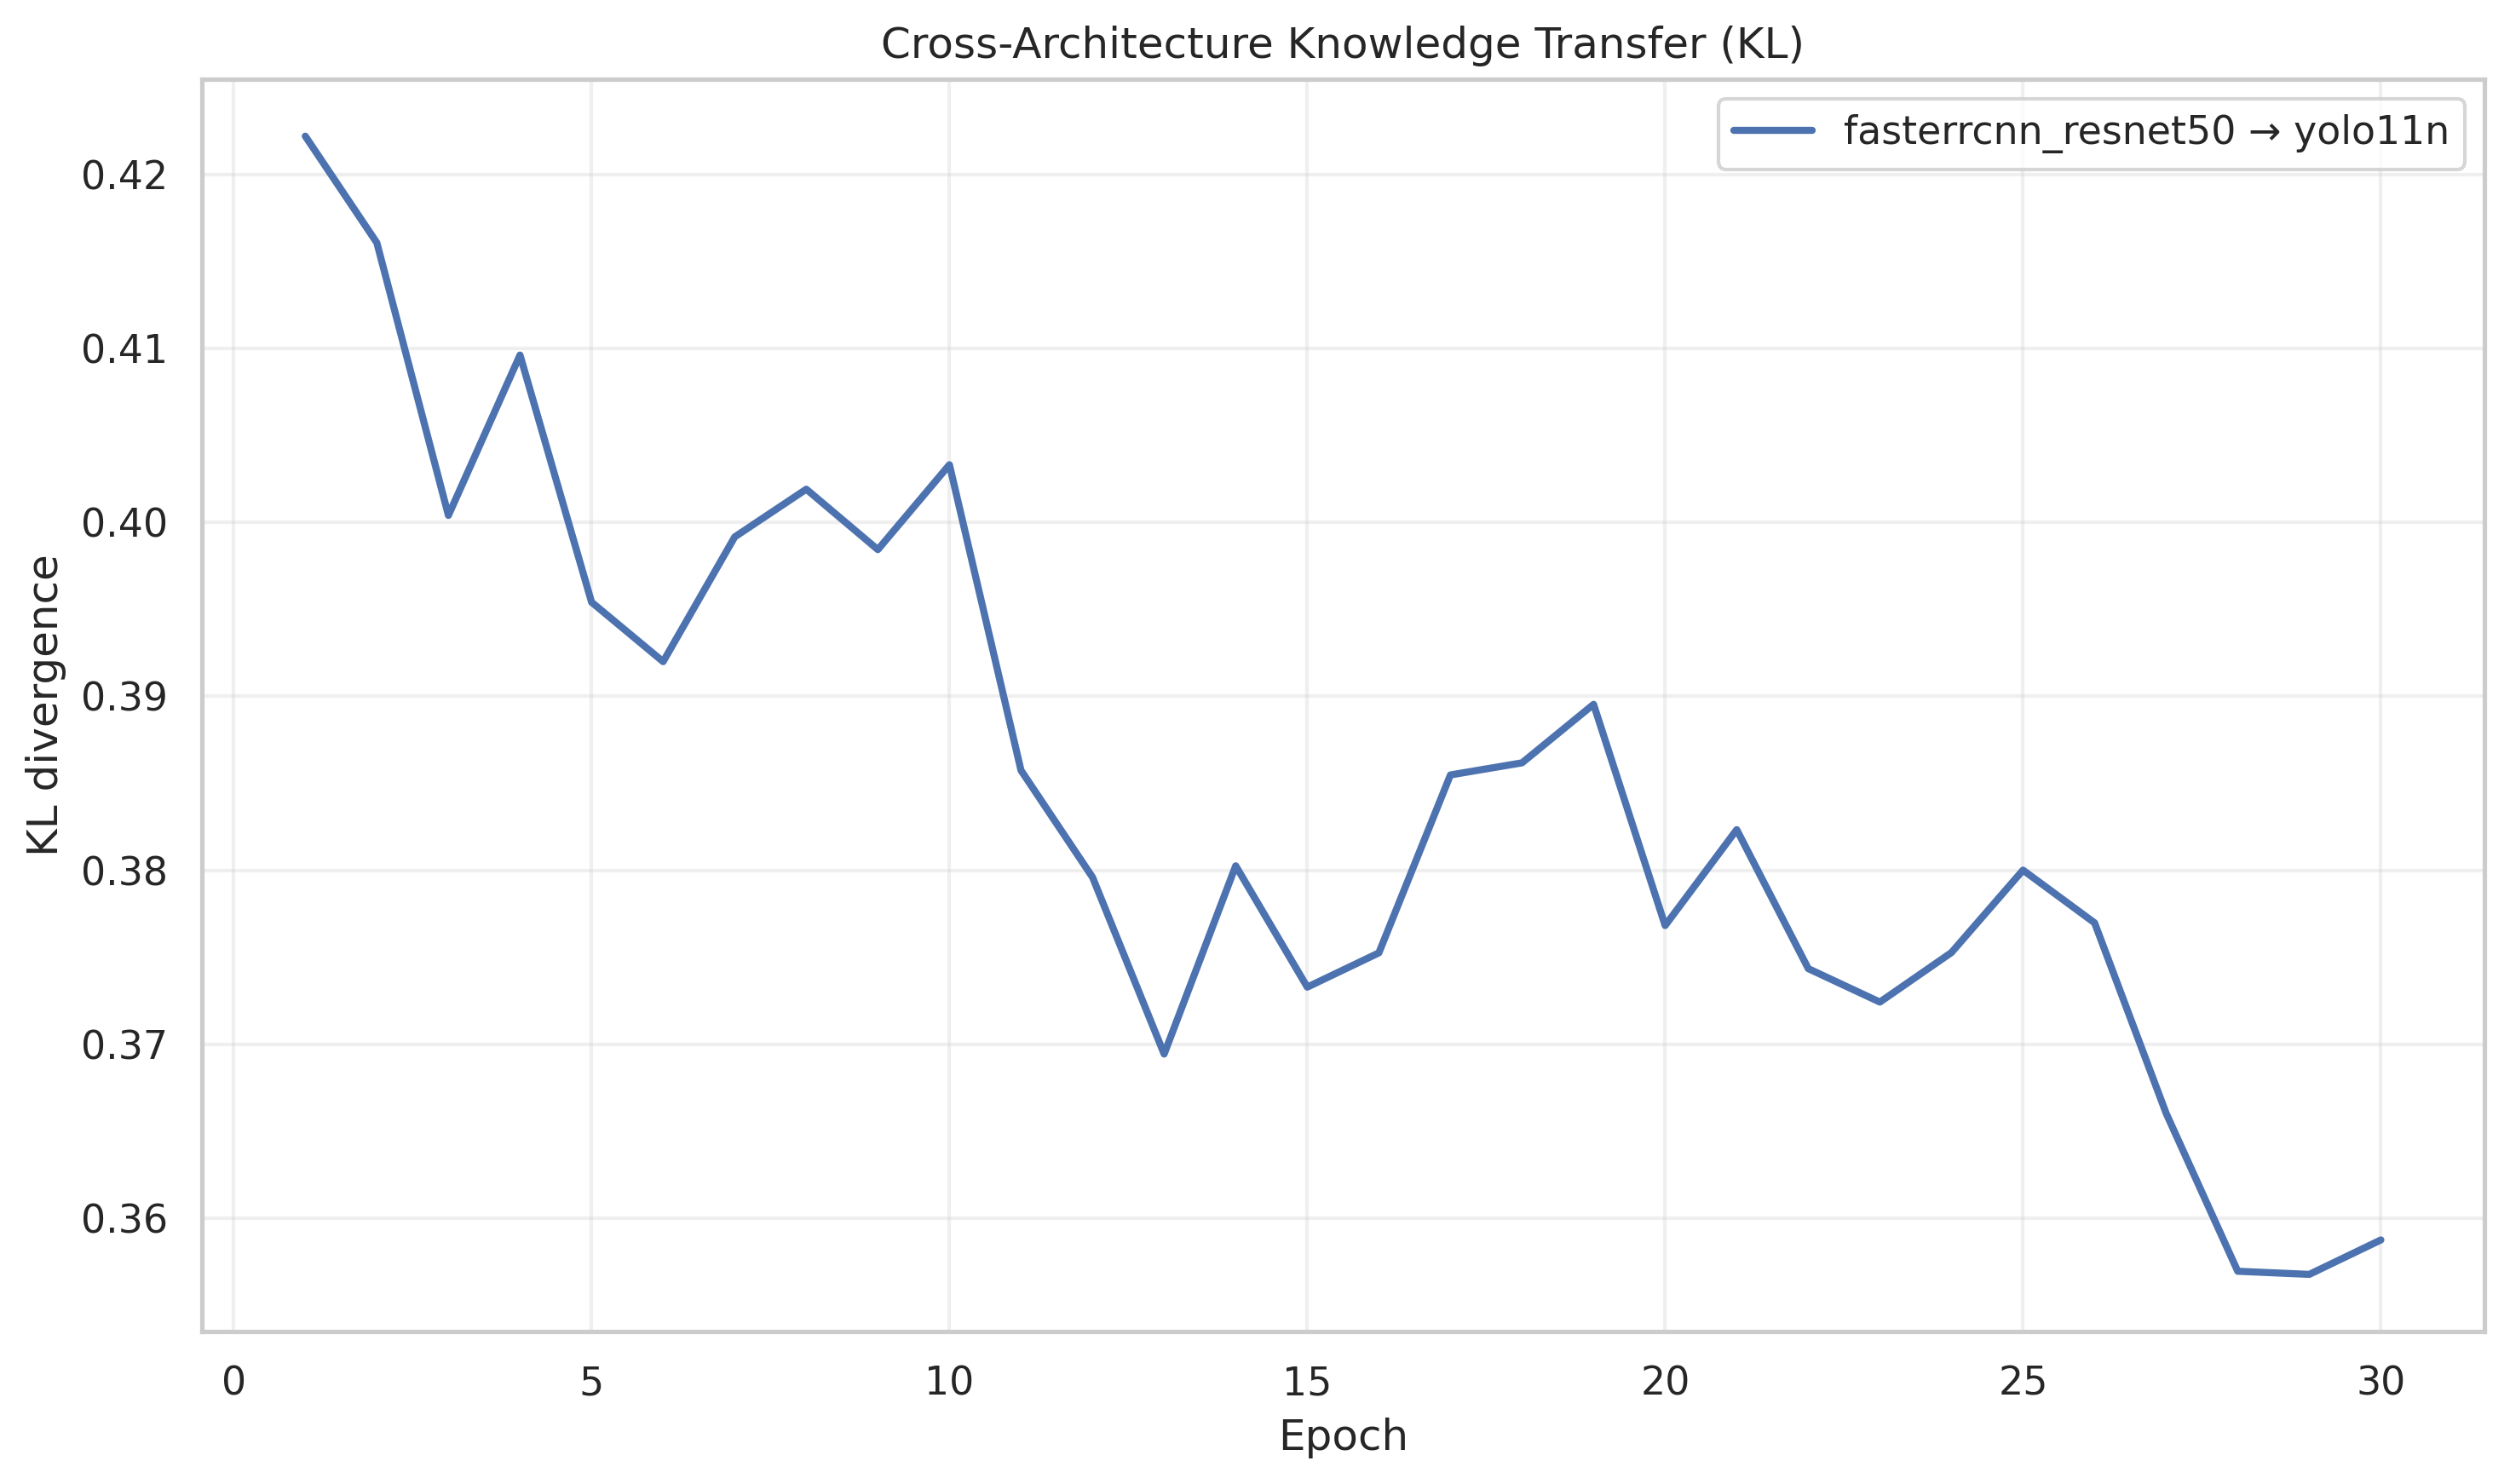 Cross-Architecture Knowledge Transfer (KL)
fasterrcnn_resnet50 → yolo11n
KL divergence
0.42
0.41
0.40
0.39
0.38
0.37
0.36
0 5 10 15 20 25 30
Epoch